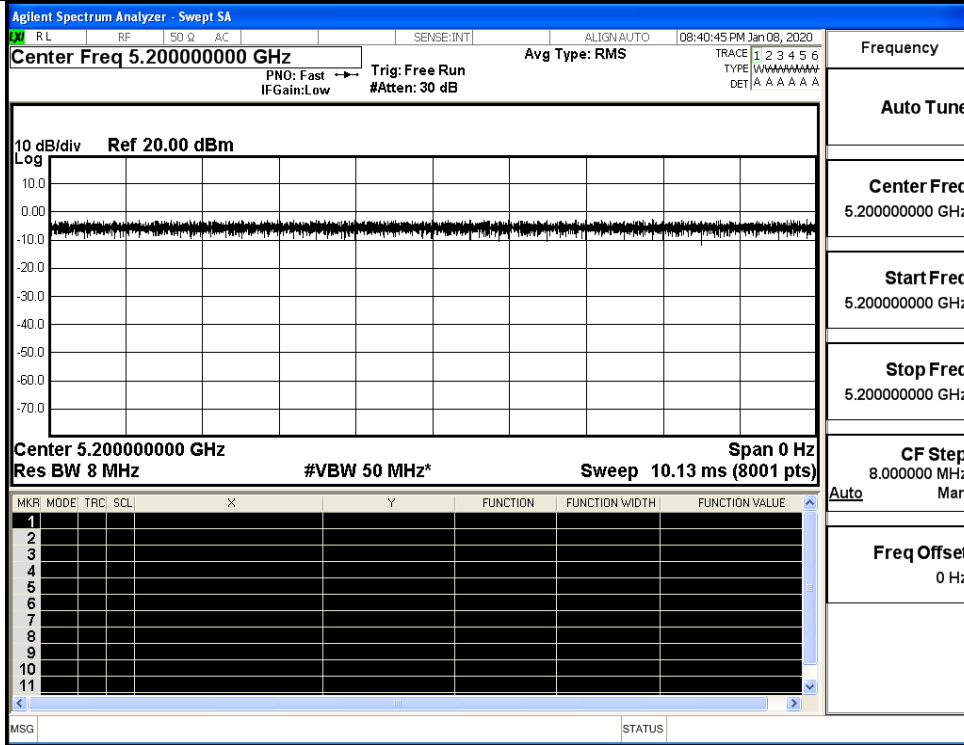 Agilent Spectrum Analyzer - Swept SA
LXI RL RF 50 Ω AC SENSE:INT ALIGN AUTO 08:40:45 PM Jan 08, 2020
Center Freq 5.200000000 GHz Avg Type: RMS TRACE 1 2 3 4 5 6
PNO: Fast Trig: Free Run TYPE WWWWWW
IFGain:Low #Atten: 30 dB DET A A A A A A
10 dB/div Ref 20.00 dBm
Log
10.0
0.00
-10.0
-20.0
-30.0
-40.0
-50.0
-60.0
-70.0
Center 5.200000000 GHz Span 0 Hz
Res BW 8 MHz #VBW 50 MHz* Sweep 10.13 ms (8001 pts)
MKR MODE TRC SCL X Y FUNCTION FUNCTION WIDTH FUNCTION VALUE
1
2
3
4
5
6
7
8
9
10
11
MSG STATUS
Frequency
Auto Tune
Center Freq
5.200000000 GHz
Start Freq
5.200000000 GHz
Stop Freq
5.200000000 GHz
CF Step
8.000000 MHz
Auto Man
Freq Offset
0 Hz